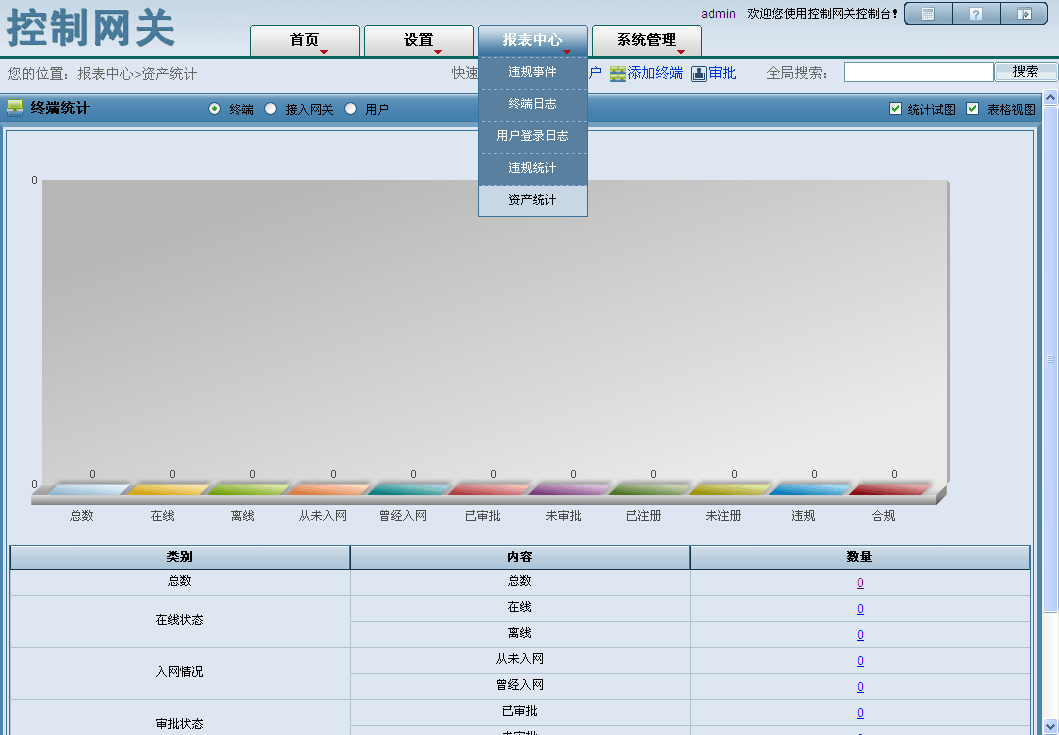 控制网关
admin 欢迎您使用控制网关控制台!
首页 设置 报表中心 系统管理
您的位置：报表中心>资产统计
快速
户 添加终端 审批 全局搜索： 搜索
违规事件
终端日志
用户登录日志
违规统计
资产统计
终端统计 终端 接入网关 用户 统计试图 表格视图
0
0
0 0 0 0 0 0 0 0 0 0 0
总数 在线 离线 从未入网 曾经入网 已审批 未审批 已注册 未注册 违规 合规
类别 内容 数量
总数 总数 0
在线状态 在线 0
离线 0
入网情况 从未入网 0
曾经入网 0
审批状态 已审批 0